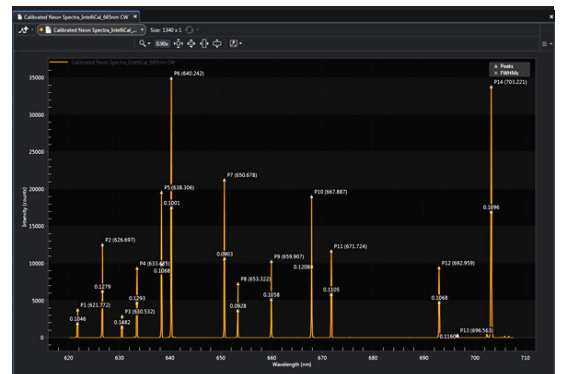 Calibrated Neon Spectra_IntelliCal_665nm CW
Calibrated Neon Spectra_IntelliCal_... Size: 1340 x 1
0.90x
Calibrated Neon Spectra_IntelliCal_665nm CW
Peaks
FWHMs
Intensity (counts)
35000
30000
25000
20000
15000
10000
5000
0
P1 (621.772)
0.1046
P2 (626.697)
0.1279
P3 (630.532)
P4 (633.
0.1293
P5 (638.306)
0.1068
P6 (640.242)
0.1001
P7 (650.678)
0.0903
P8 (653.322)
0.0928
P9 (659.907)
0.1058
P10 (667.887)
0.1208
P11 (671.724)
0.1105
P12 (692.959)
0.1068
P13 (696.563)
0.1160
P14 (703.221)
0.1096
620 630 640 650 660 670 680 690 700 710
Wavelength (nm)